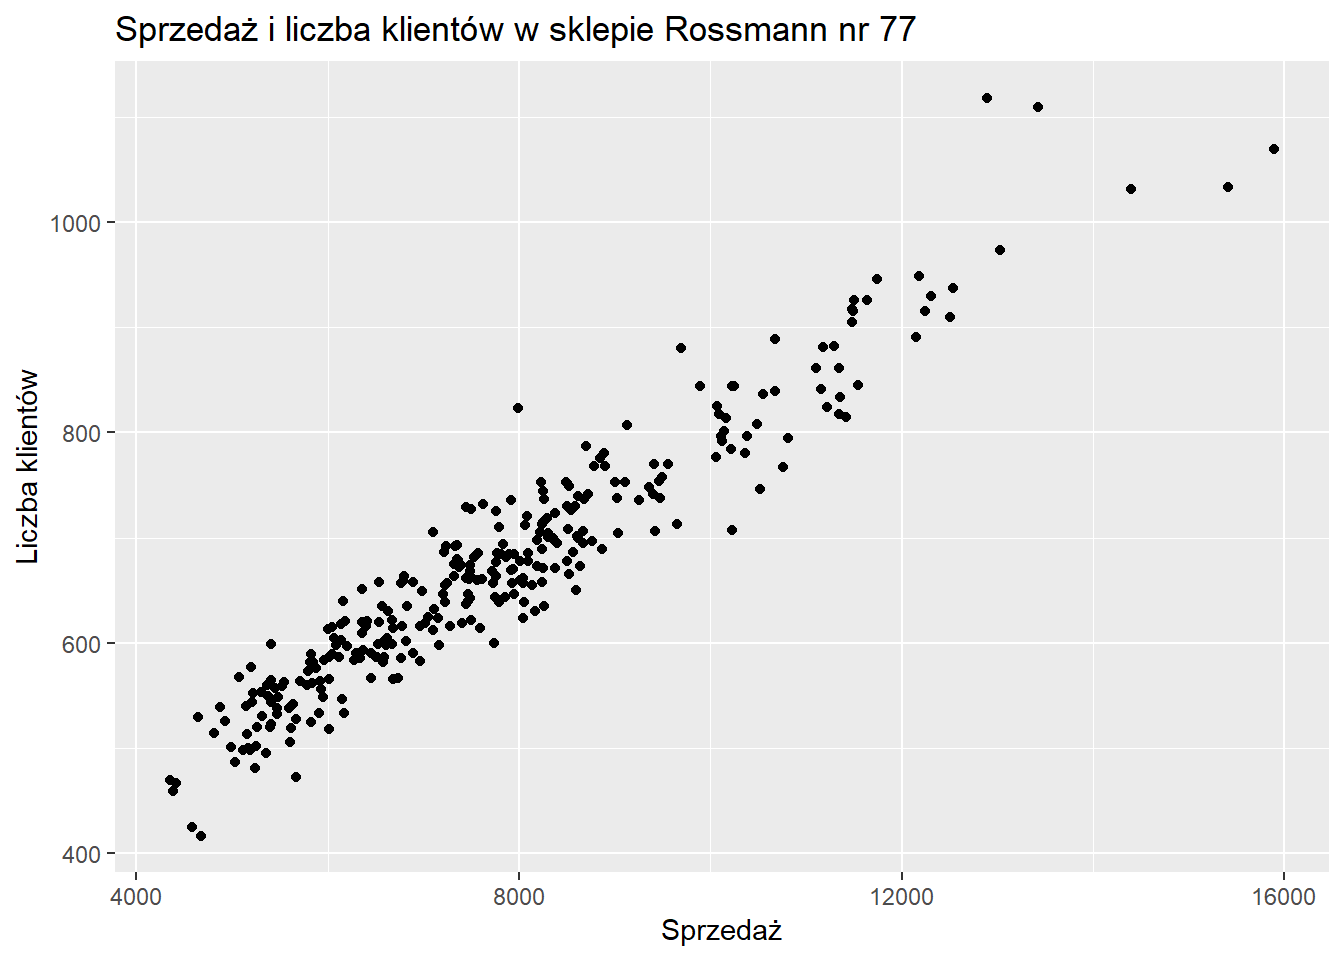 Sprzedaż i liczba klientów w sklepie Rossmann nr 77
Liczba klientów
1000
800
600
400
4000 8000 12000 16000
Sprzedaż